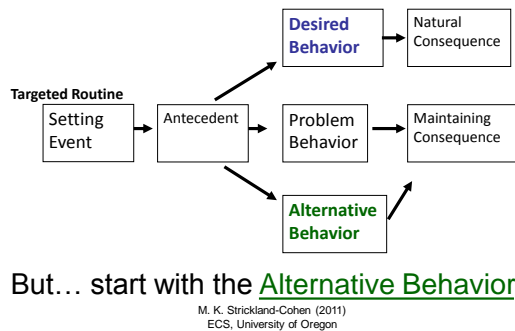 Desired
Behavior
Natural
Consequence
Targeted Routine
Setting
Event
Antecedent
Problem
Behavior
Maintaining
Consequence
Alternative
Behavior
But… start with the Alternative Behavior
M. K. Strickland-Cohen (2011)
ECS, University of Oregon